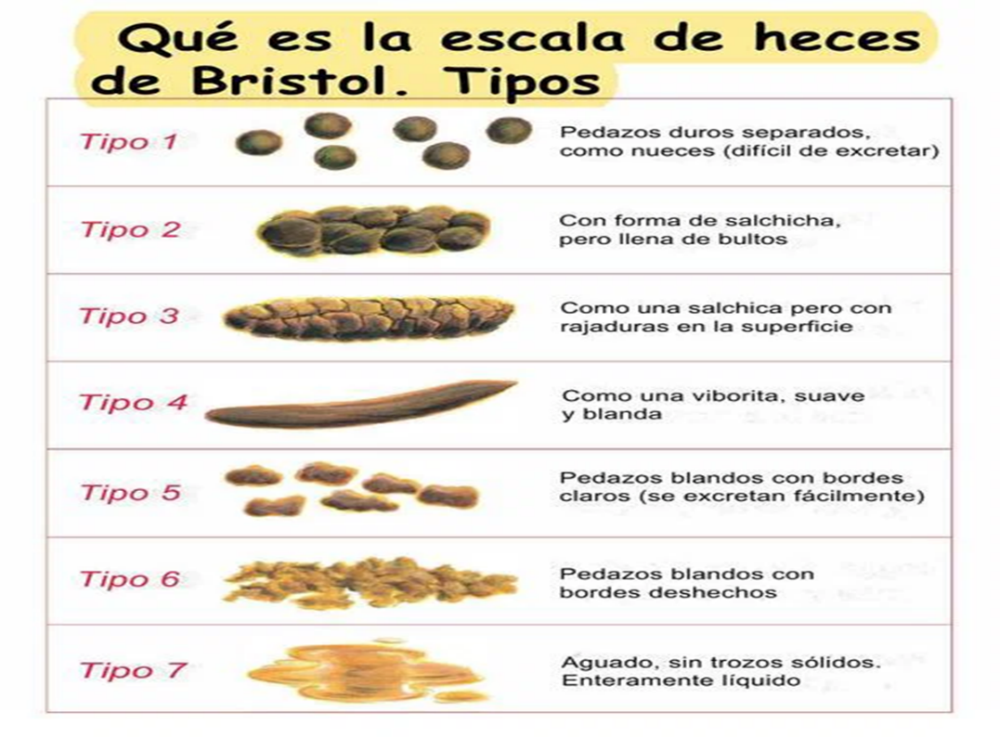 Qué es la escala de heces
de Bristol. Tipos
Tipo 1
Pedazos duros separados,
como nueces (difícil de excretar)
Tipo 2
Con forma de salchicha,
pero llena de bultos
Tipo 3
Como una salchica pero con
rajaduras en la superficie
Tipo 4
Como una viborita, suave
y blanda
Tipo 5
Pedazos blandos con bordes
claros (se excretan fácilmente)
Tipo 6
Pedazos blandos con
bordes deshechos
Tipo 7
Aguado, sin trozos sólidos.
Enteramente líquido